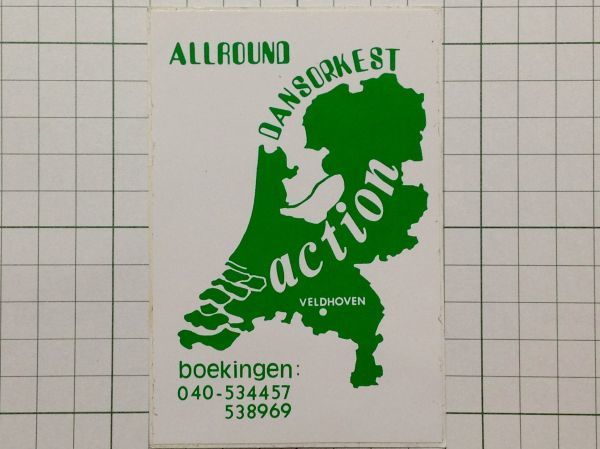 ALLROUND
DANSORKEST
action
VELDHOVEN
boekingen:
040-534457
538969